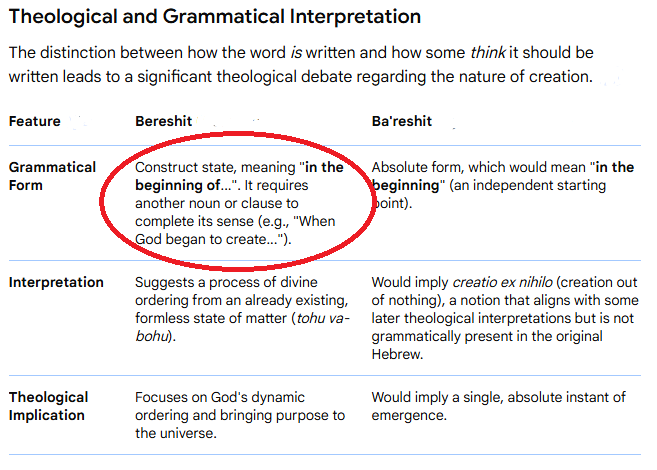 Theological and Grammatical Interpretation
The distinction between how the word is written and how some think it should be
written leads to a significant theological debate regarding the nature of creation.
Feature Bereshit Ba'reshit
Grammatical Form
Construct state, meaning "in the
beginning of...". It requires
another noun or clause to
complete its sense (e.g., "When
God began to create...").
Absolute form, which would mean "in the
beginning" (an independent starting
point).
Interpretation
Suggests a process of divine
ordering from an already existing,
formless state of matter (tohu va-
bohu).
Would imply creatio ex nihilo (creation out
of nothing), a notion that aligns with some
later theological interpretations but is not
grammatically present in the original
Hebrew.
Theological
Implication
Focuses on God's dynamic
ordering and bringing purpose to
the universe.
Would imply a single, absolute instant of
emergence.